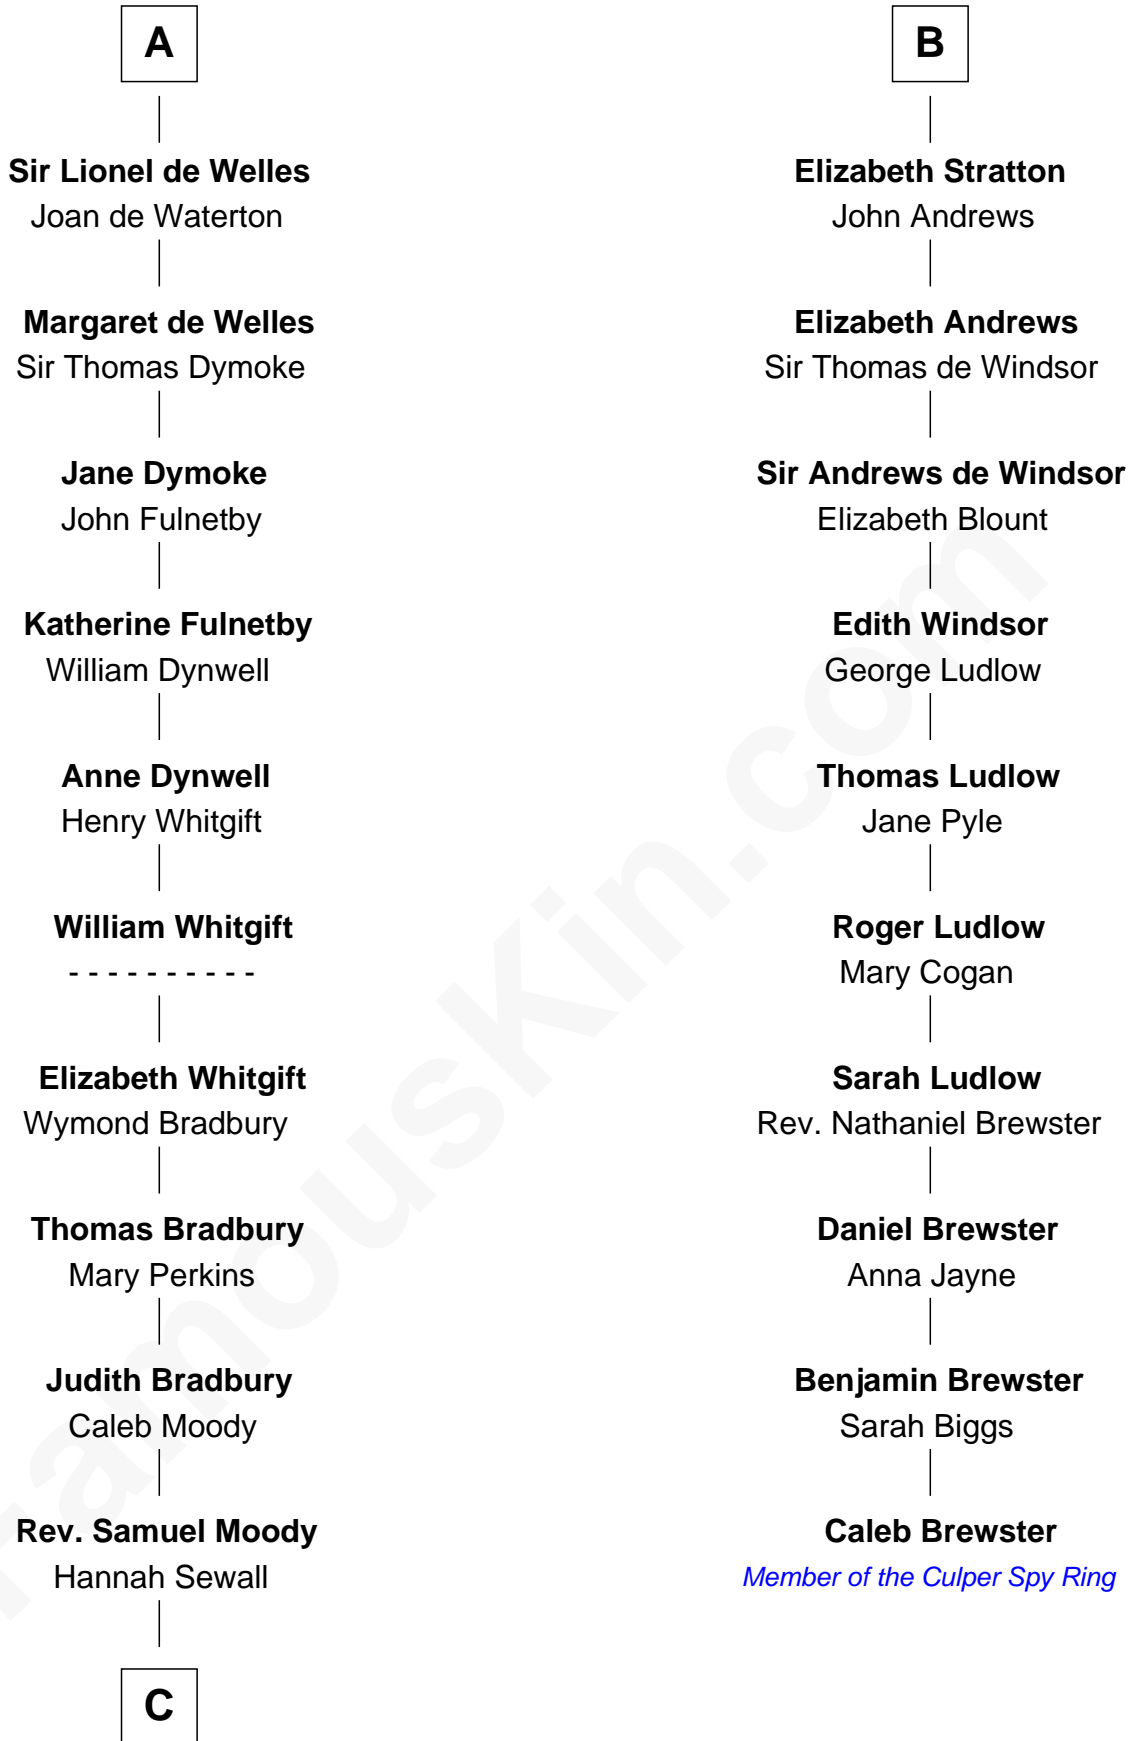 A
Sir Lionel de Welles
Joan de Waterton
Margaret de Welles
Sir Thomas Dymoke
Jane Dymoke
John Fulnetby
Katherine Fulnetby
William Dynwell
Anne Dynwell
Henry Whitgift
William Whitgift
- - - - - - - - - -
Elizabeth Whitgift
Wymond Bradbury
Thomas Bradbury
Mary Perkins
Judith Bradbury
Caleb Moody
Rev. Samuel Moody
Hannah Sewall
C
B
Elizabeth Stratton
John Andrews
Elizabeth Andrews
Sir Thomas de Windsor
Sir Andrews de Windsor
Elizabeth Blount
Edith Windsor
George Ludlow
Thomas Ludlow
Jane Pyle
Roger Ludlow
Mary Cogan
Sarah Ludlow
Rev. Nathaniel Brewster
Daniel Brewster
Anna Jayne
Benjamin Brewster
Sarah Biggs
Caleb Brewster
Member of the Culper Spy Ring
FamousKin.com